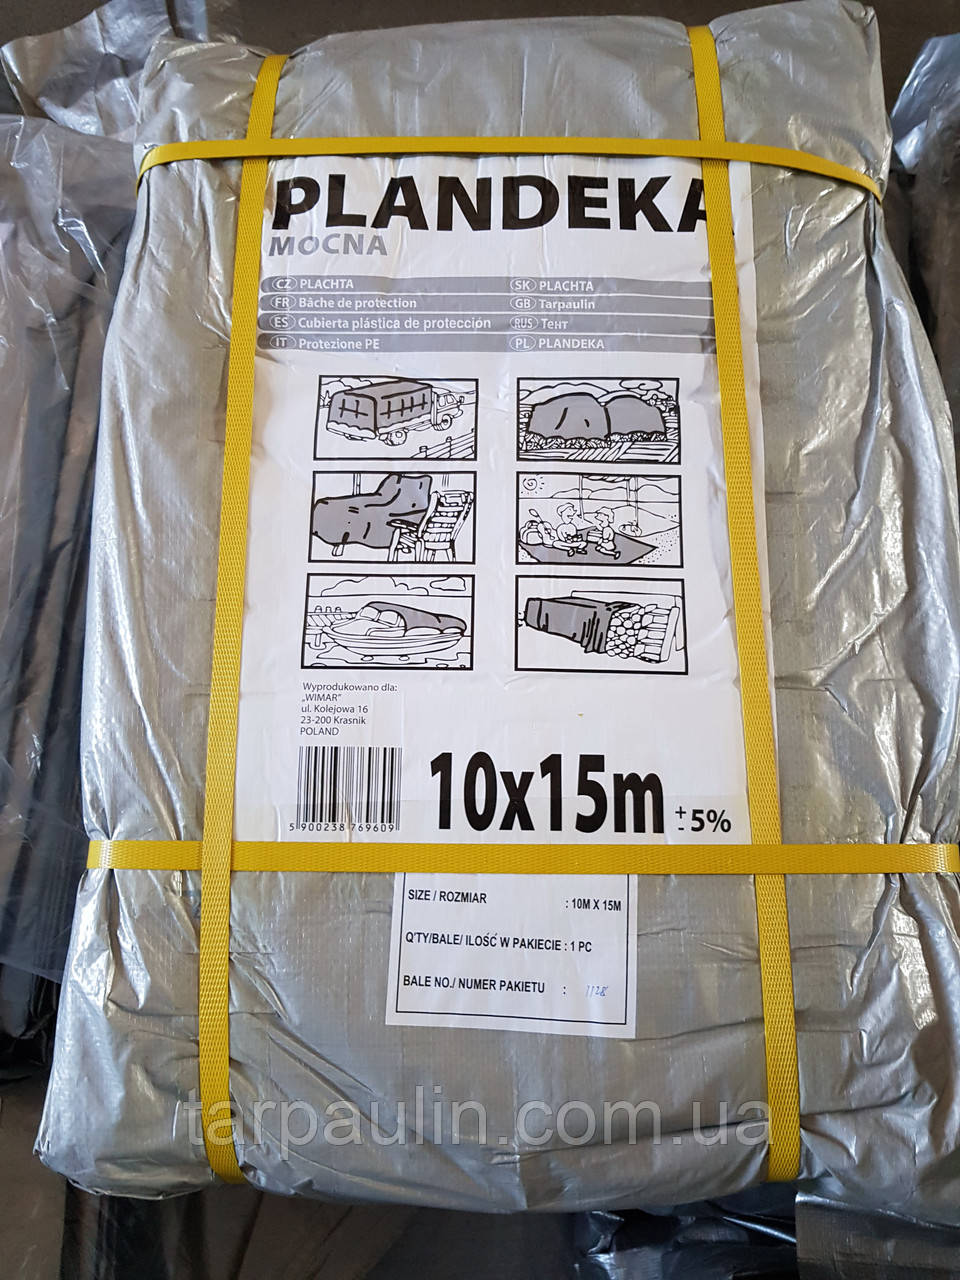 PLANDEKA
MOCNA
CZ PLACHTA
SK PLACHTA
FR Bâche de protection
GB Tarpaulin
ES Cubierta plástica de protección
RUS Тент
IT Protezione PE
PL PLANDEKA
Wyprodukowano dla:
„WIMAR"
ul. Kolejowa 16
23-200 Krasnik
POLAND
5 900238 769609
10x15m + - 5%
SIZE / ROZMIAR : 10M X 15M
Q'TY/BALE/ ILOŚĆ W PAKIECIE : 1 PC
BALE NO./ NUMER PAKIETU : 1128
tarpaulin.com.ua